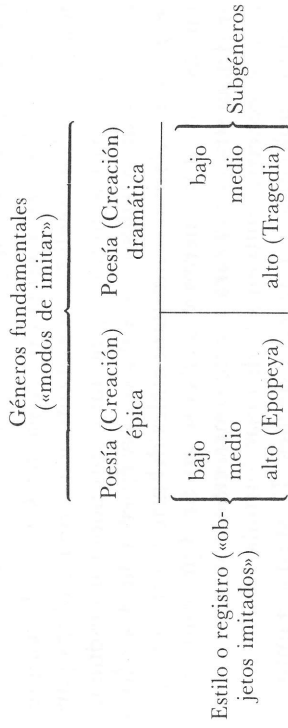 Géneros fundamentales
(«modos de imitar»)
Poesía (Creación)
épica
Poesía (Creación)
dramática
Estilo o registro («ob-
jetos imitados»)
bajo
medio
alto (Epopeya)
bajo
medio
alto (Tragedia)
Subgéneros